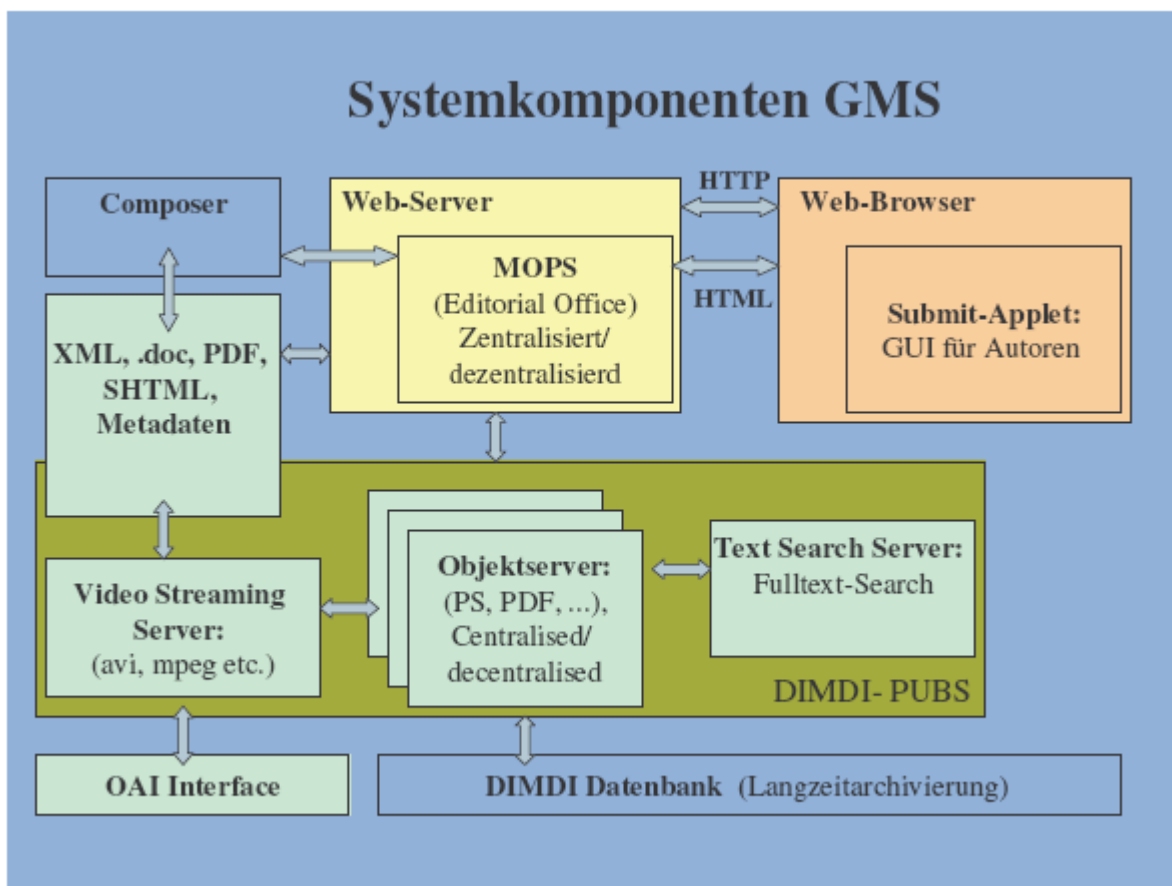 Systemkomponenten GMS
Composer
Web-Server
HTTP
Web-Browser
MOPS
(Editorial Office)
Zentralisiert/
dezentralisierd
HTML
Submit-Applet:
GUI für Autoren
XML, .doc, PDF,
SHTML,
Metadaten
Video Streaming
Server:
(avi, mpeg etc.)
Objektserver:
(PS, PDF, ...),
Centralised/
decentralised
Text Search Server:
Fulltext-Search
DIMDI- PUBS
OAI Interface
DIMDI Datenbank (Langzeitarchivierung)